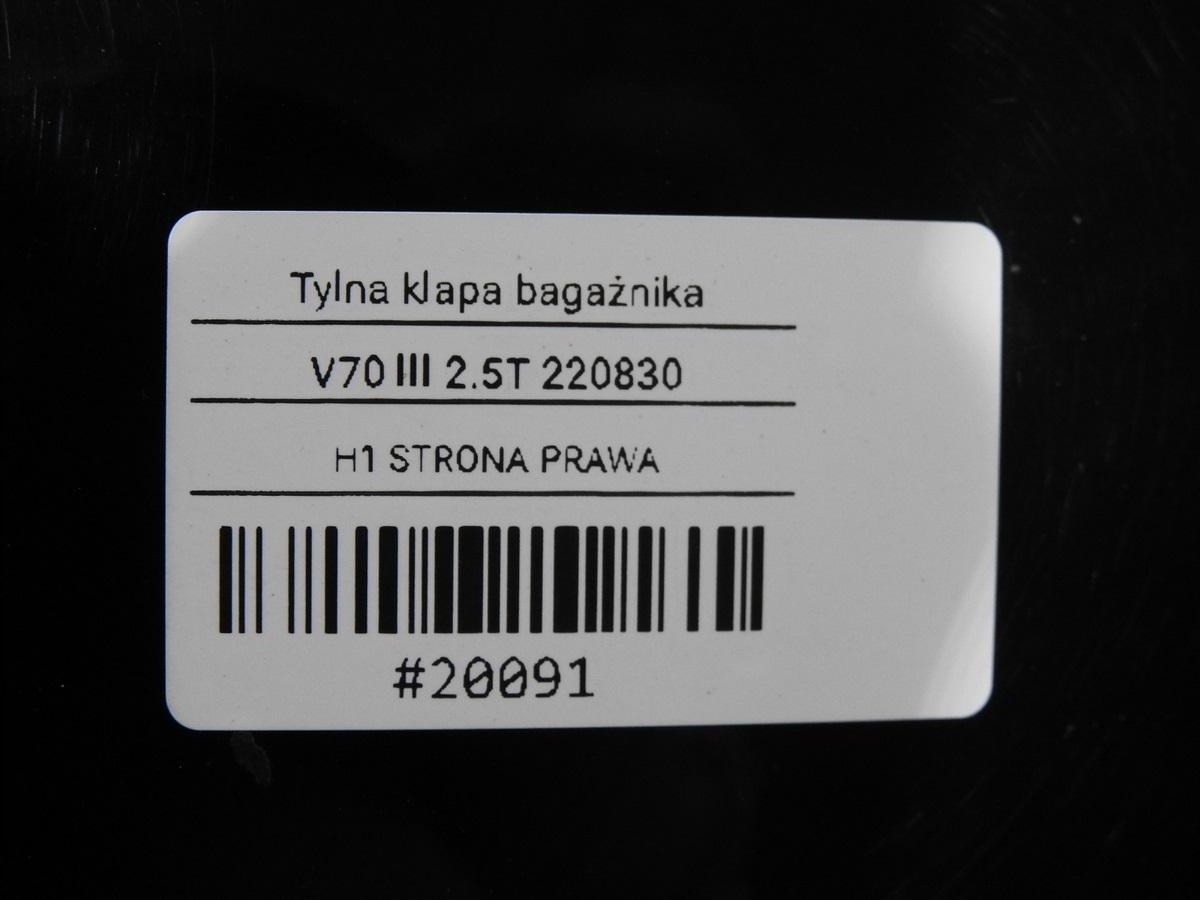 Tylna klapa bagażnika
V70 III 2.5T 220830
H1 STRONA PRAWA
#20091